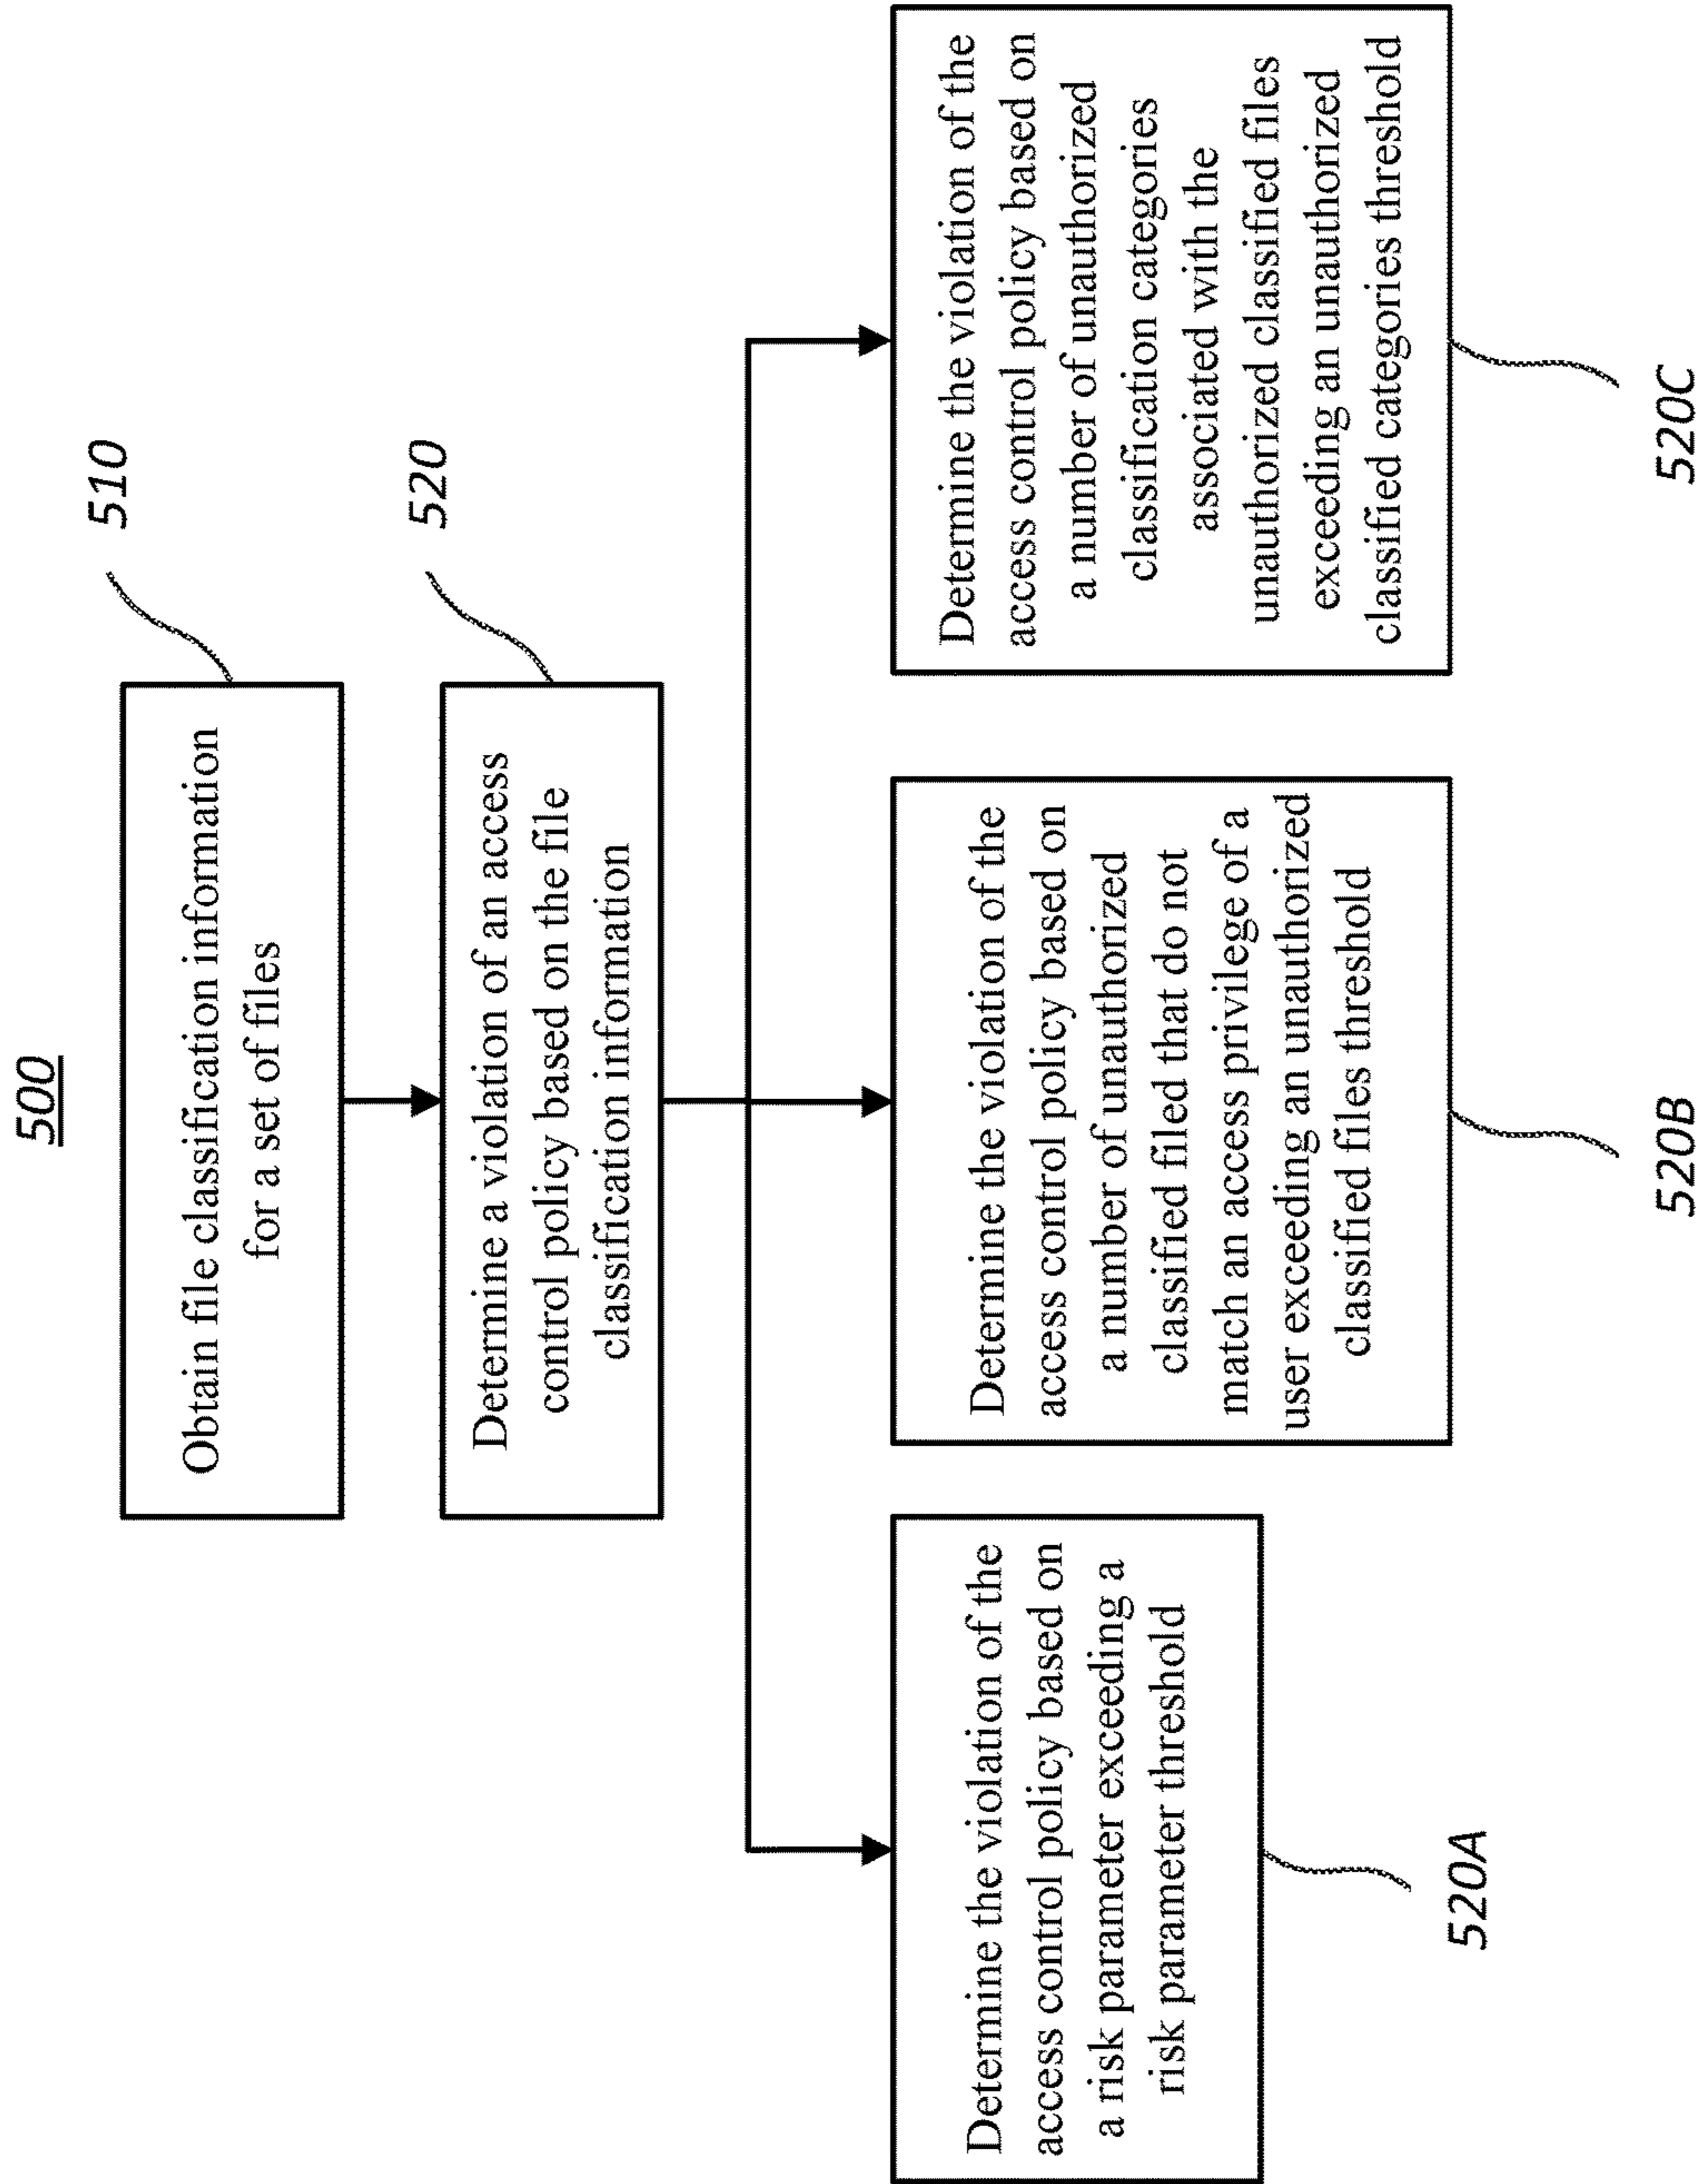 500
510
Obtain file classification information
for a set of files
520
Determine a violation of an access
control policy based on the file
classification information
Determine the violation of the
access control policy based on
a risk parameter exceeding a
risk parameter threshold
520A
Determine the violation of the
access control policy based on
a number of unauthorized
classified filed that do not
match an access privilege of a
user exceeding an unauthorized
classified files threshold
520B
Determine the violation of the
access control policy based on
a number of unauthorized
classification categories
associated with the
unauthorized classified files
exceeding an unauthorized
classified categories threshold
520C